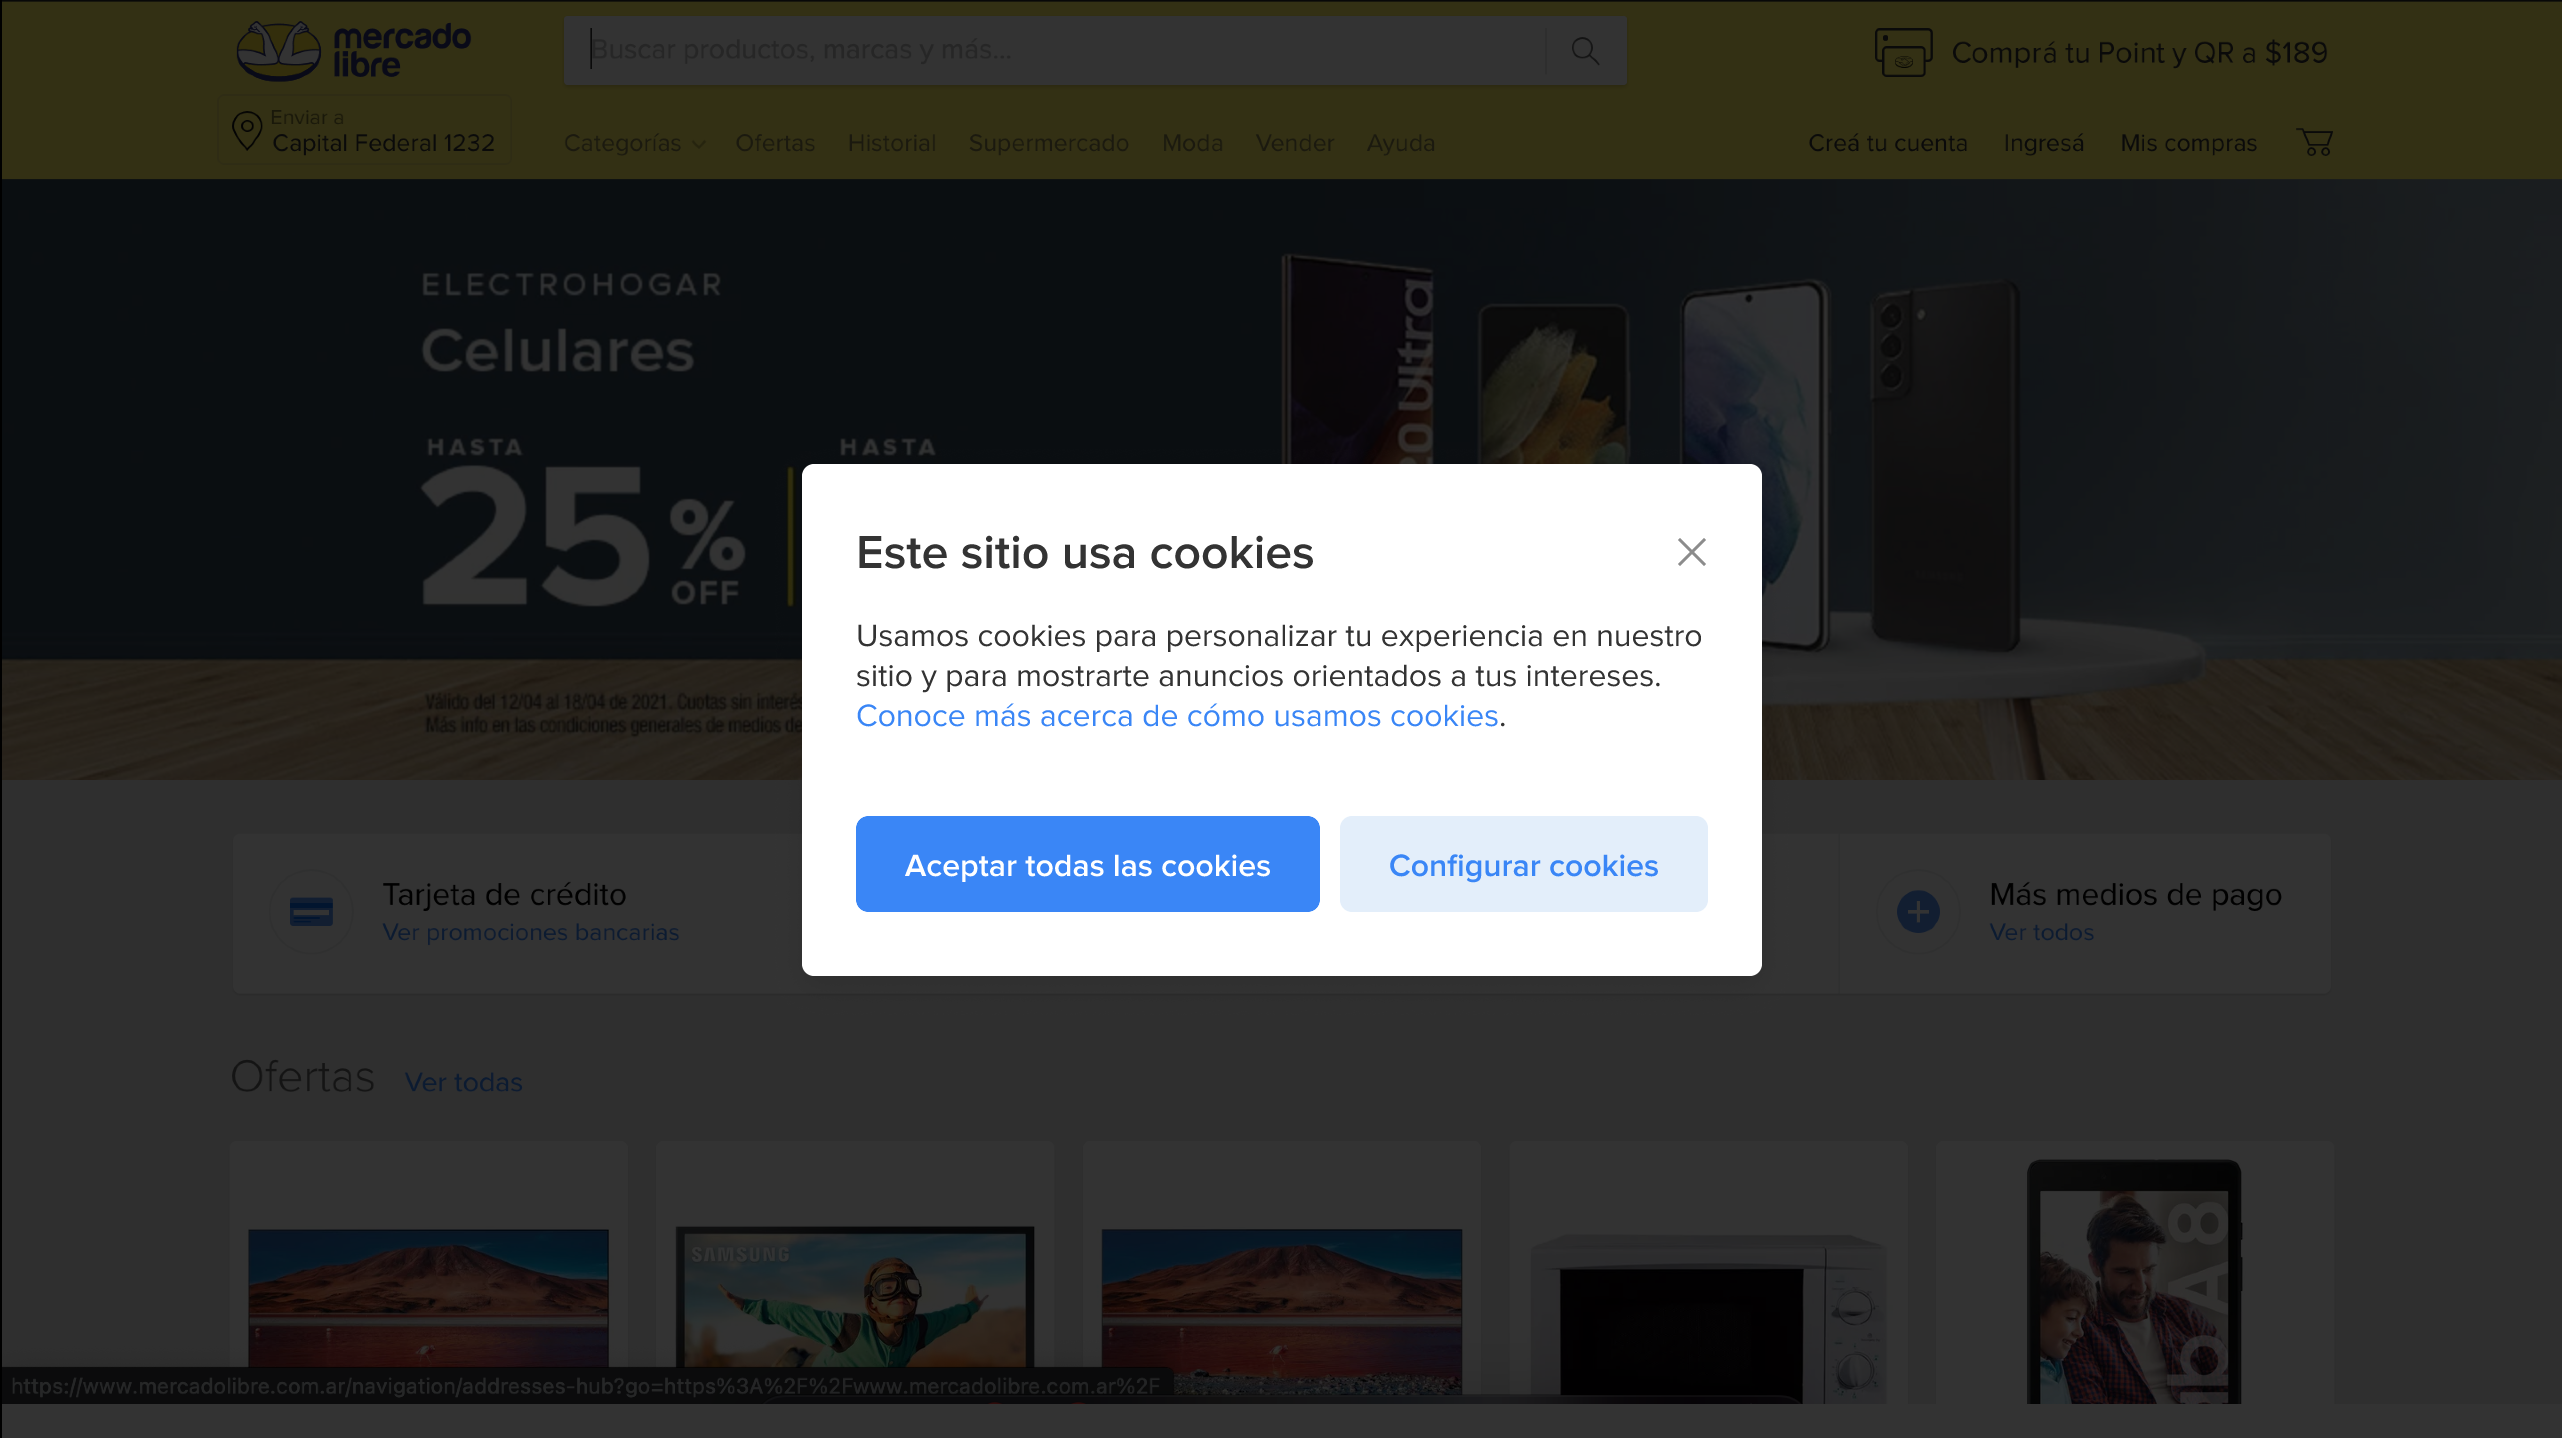 mercado
libre
Buscar productos, marcas y más...
Comprá tu Point y QR a $189
Enviar a
Capital Federal 1232
Categorías Ofertas Historial Supermercado Moda Vender Ayuda
Creá tu cuenta Ingresá Mis compras
ELECTROHOGAR
Celulares
HASTA
25%
OFF
HASTA
Ultra
Válido del 12/04 al 18/04 de 2021. Cuotas sin interés
Más info en las condiciones generales de medios de
Este sitio usa cookies
Usamos cookies para personalizar tu experiencia en nuestro
sitio y para mostrarte anuncios orientados a tus intereses.
Conoce más acerca de cómo usamos cookies.
Aceptar todas las cookies
Configurar cookies
Tarjeta de crédito
Ver promociones bancarias
Más medios de pago
Ver todos
Ofertas Ver todas
SAMSUNG
A8
https://www.mercadolibre.com.ar/navigation/addresses-hub?go=https%3A%2F%2Fwww.mercadolibre.com.ar%2F